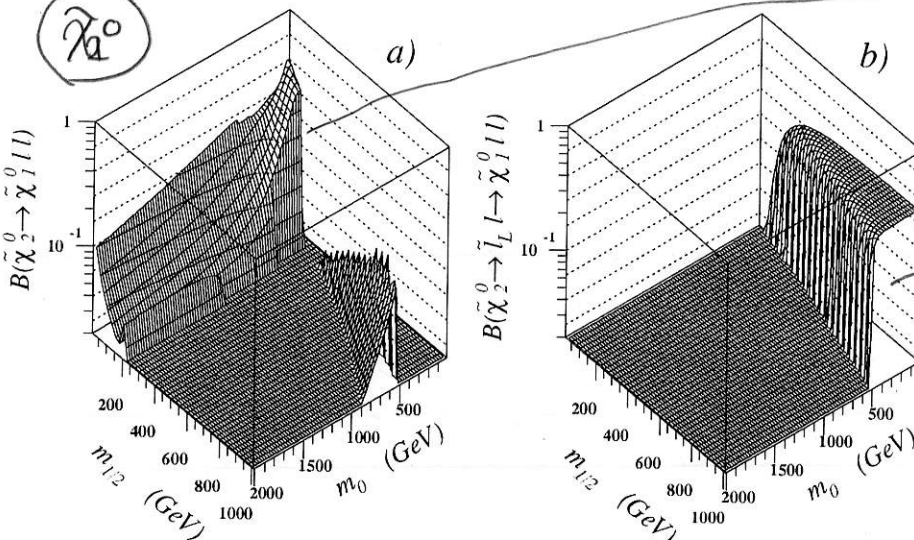 χ̃₂⁰
a)
B(χ̃₂⁰ → χ̃₁⁰ l l)
1
10⁻¹
200
400
600
800
1000
m₁/₂ (GeV)
2000
1500
1000
500
m₀ (GeV)
b)
B(χ̃₂⁰ → l̃_L l → χ̃₁⁰ l l)
1
10⁻¹
200
400
600
800
1000
m₁/₂ (GeV)
2000
1500
1000
500
m₀ (GeV)